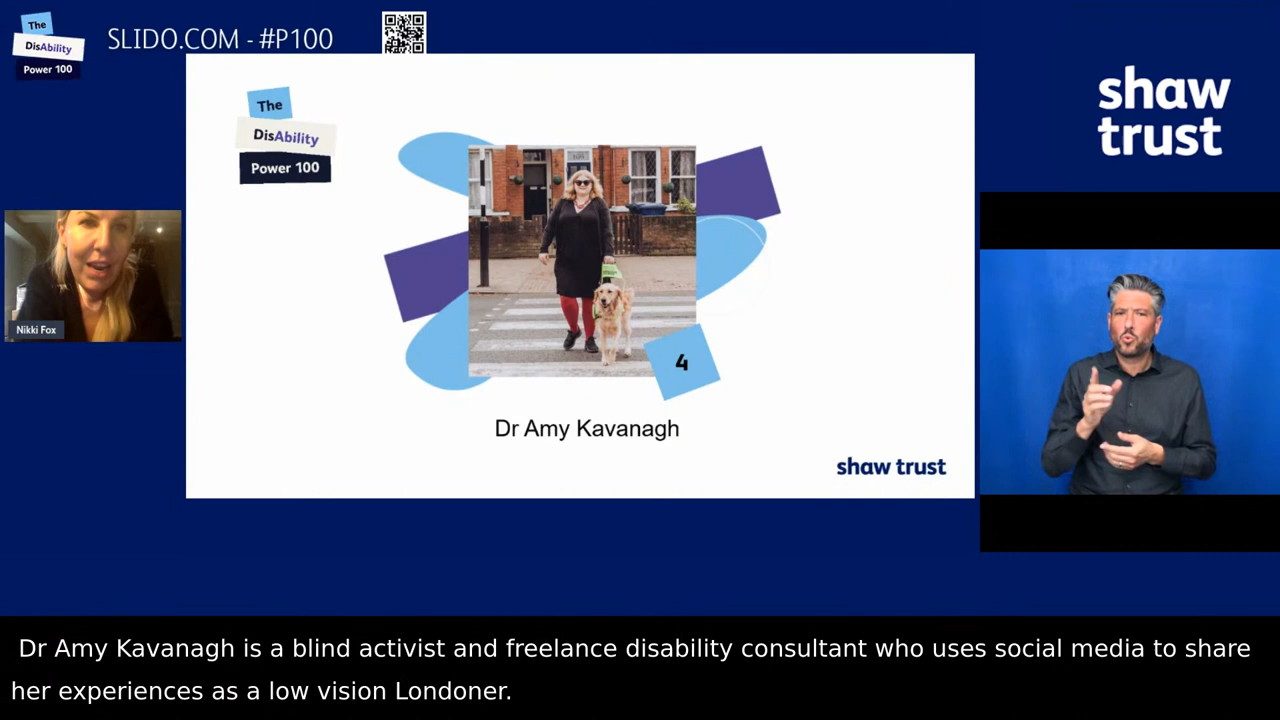 The
DisAbility
Power 100
SLIDO.COM - #P100
shaw
trust
The
DisAbility
Power 100
4
Nikki Fox
Dr Amy Kavanagh
shaw trust
Dr Amy Kavanagh is a blind activist and freelance disability consultant who uses social media to share
her experiences as a low vision Londoner.